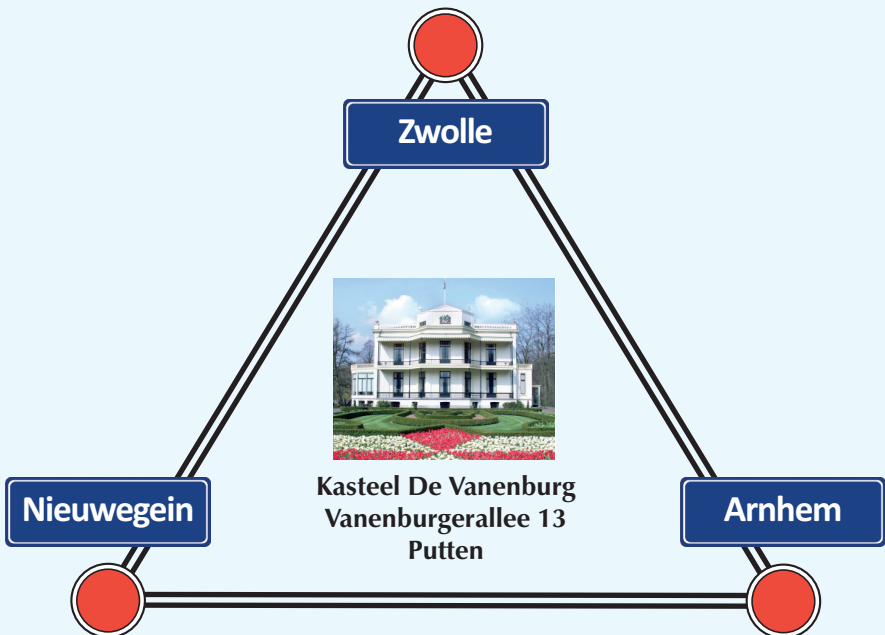 Zwolle
Kasteel De Vanenburg
Vanenburgerallee 13
Putten
Nieuwegein
Arnhem